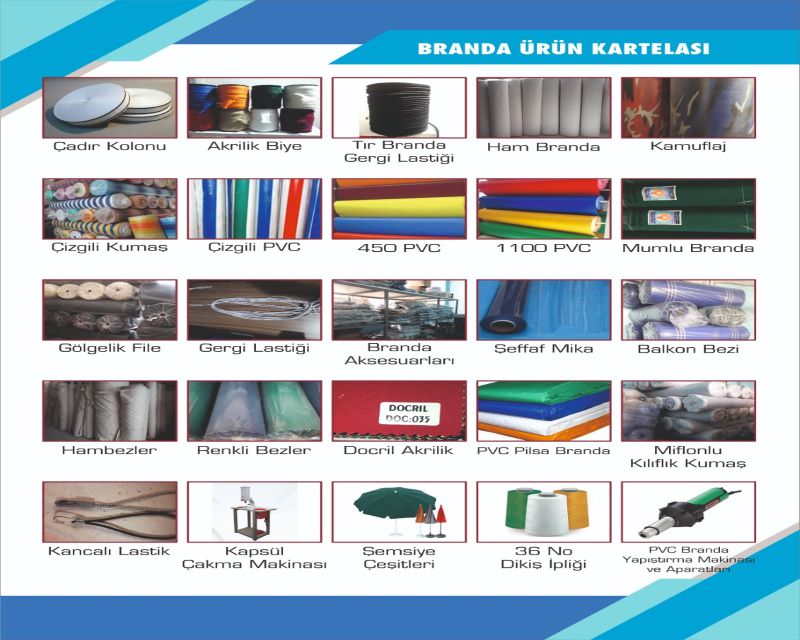 BRANDA ÜRÜN KARTELASI
Çadır Kolonu
Akrilik Biye
Tır Branda
Gergi Lastiği
Ham Branda
Kamuflaj
Çizgili Kumaş
Çizgili PVC
450 PVC
1100 PVC
Mumlu Branda
Gölgelik File
Gergi Lastiği
Branda
Aksesuarları
Şeffaf Mika
Balkon Bezi
Hambezler
Renkli Bezler
DOCRIL
DOC:035
Docril Akrilik
PVC Pilsa Branda
Miflonlu
Kılıflık Kumaş
Kancalı Lastik
Kapsül
Çakma Makinası
Şemsiye
Çeşitleri
36 No
Dikiş İpliği
PVC Branda
Yapıştırma Makinası
ve Aparatları